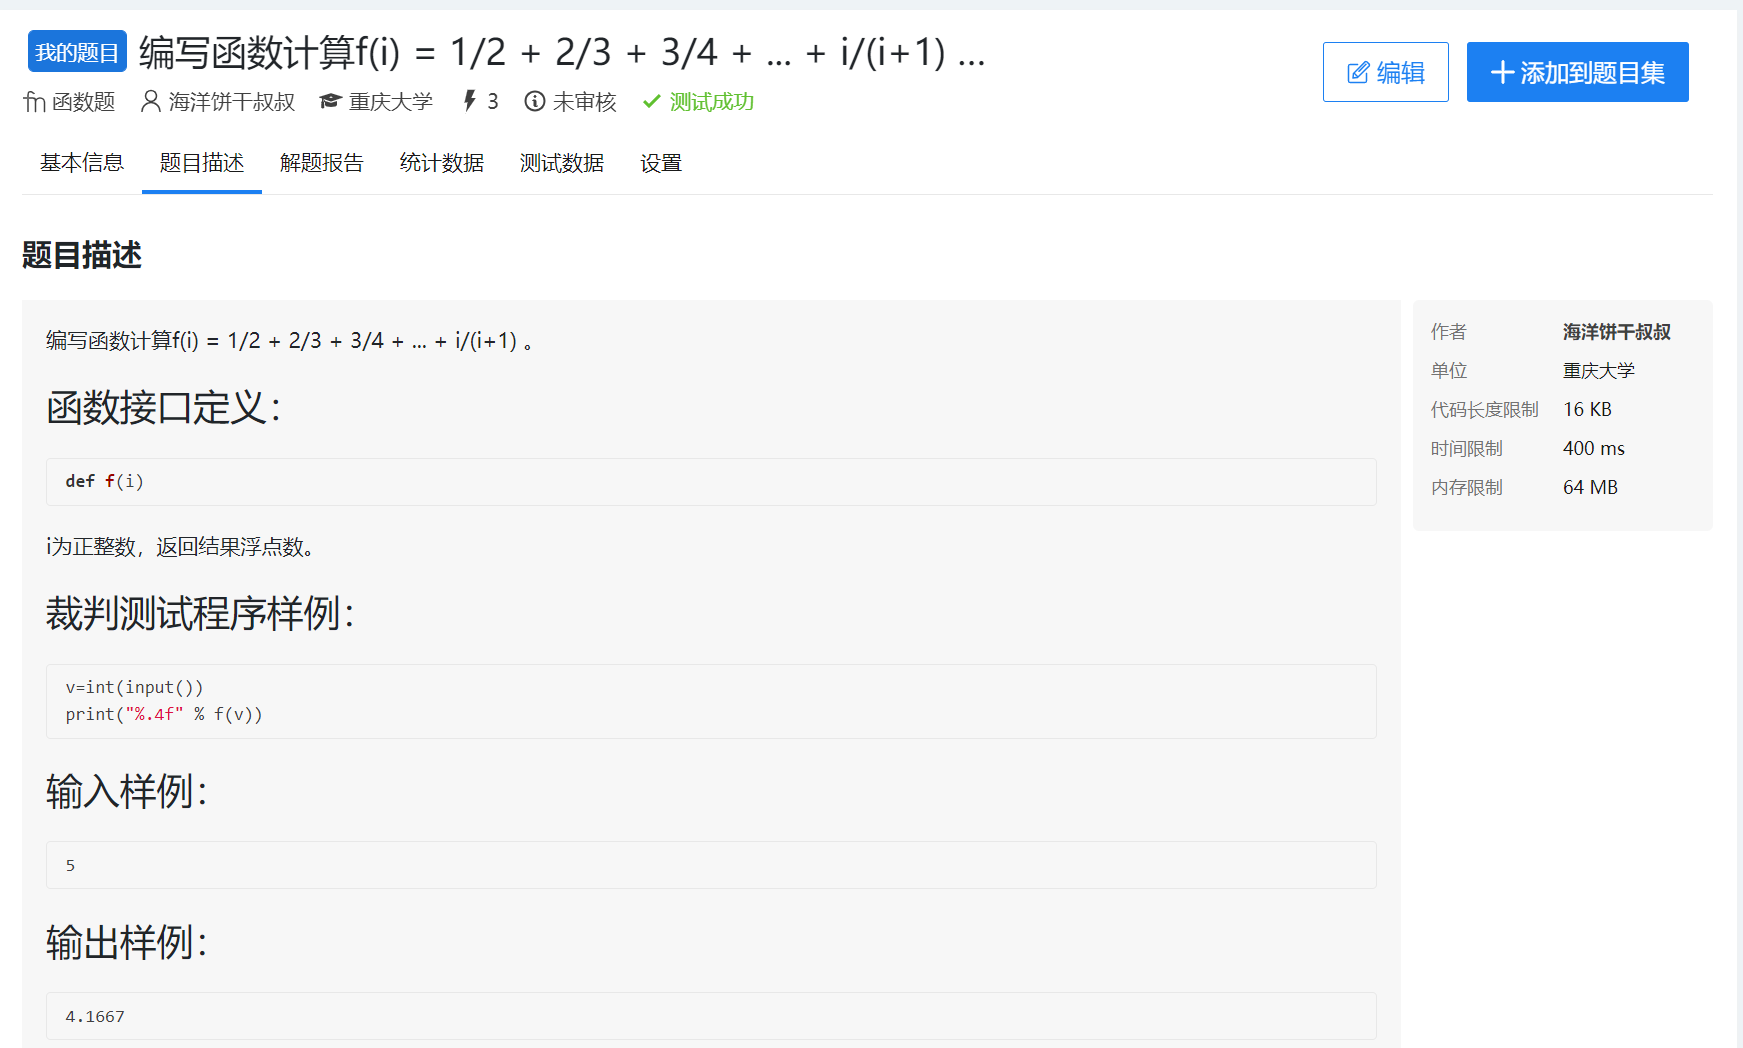 我的题目 编写函数计算f(i) = 1/2 + 2/3 + 3/4 + ... + i/(i+1) ...
编辑
添加到题目集
函数题 海洋饼干叔叔 重庆大学 3 未审核 测试成功
基本信息 题目描述 解题报告 统计数据 测试数据 设置
题目描述
编写函数计算f(i) = 1/2 + 2/3 + 3/4 + ... + i/(i+1) 。
函数接口定义：
def f(i)
i为正整数，返回结果浮点数。
裁判测试程序样例：
v=int(input())
print("%.4f" % f(v))
输入样例：
5
输出样例：
4.1667
作者 海洋饼干叔叔
单位 重庆大学
代码长度限制 16 KB
时间限制 400 ms
内存限制 64 MB